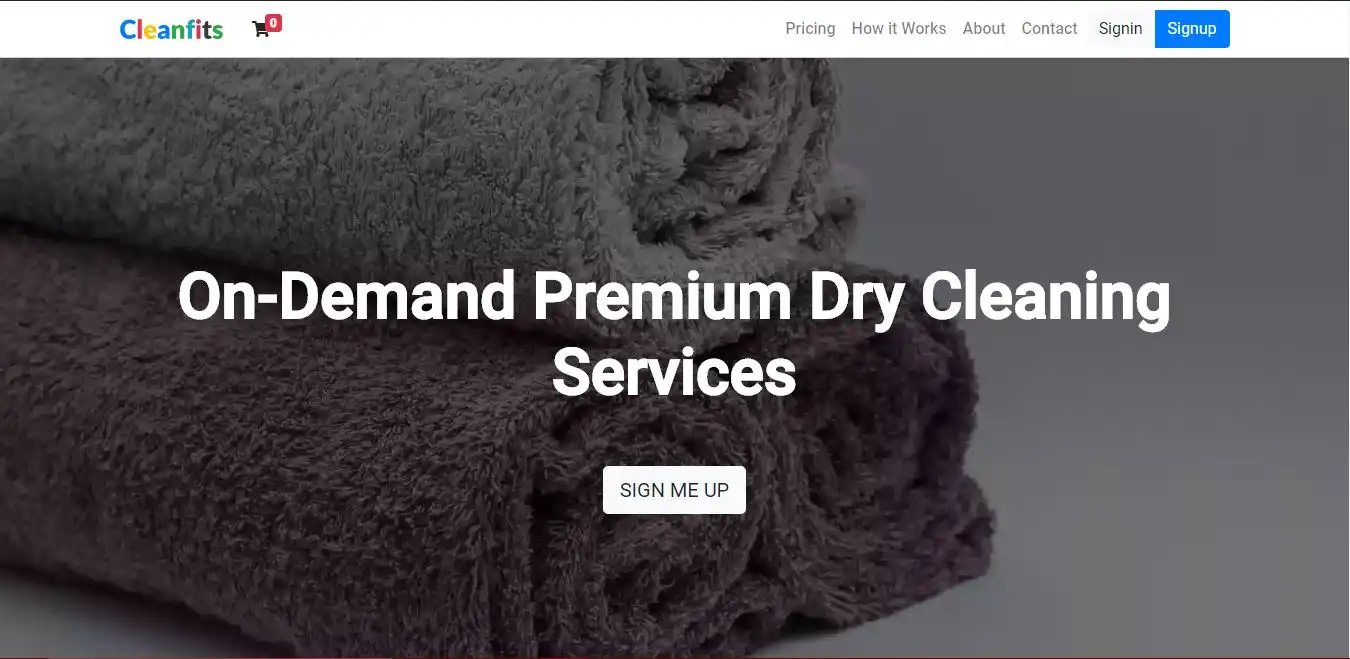 Cleanfits 0 Pricing How it Works About Contact Signin Signup
On-Demand Premium Dry Cleaning
Services
SIGN ME UP